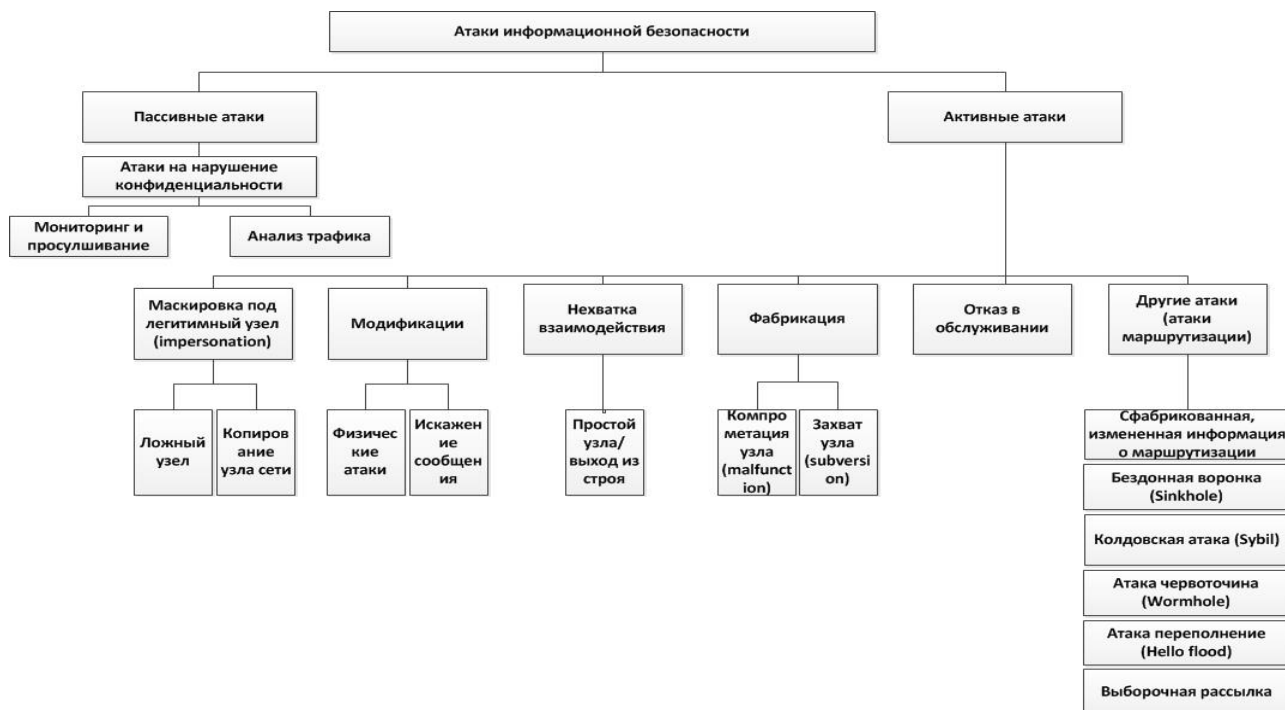 Атаки информационной безопасности
Пассивные атаки
Активные атаки
Атаки на нарушение
конфиденциальности
Мониторинг и
просулшивание
Анализ трафика
Маскировка под
легитимный узел
(impersonation)
Модификации
Нехватка
взаимодействия
Фабрикация
Отказ в
обслуживании
Другие атаки
(атаки
маршрутизации)
Ложный
узел
Копиров
ание
узла сети
Физичес
кие
атаки
Искажен
ие
сообщен
ия
Простой
узла/
выход из
строя
Компро
метация
узла
(malfunct
ion)
Захват
узла
(subversi
on)
Сфабрикованная,
измененная информация
о маршрутизации
Бездонная воронка
(Sinkhole)
Колдовская атака (Sybil)
Атака червоточина
(Wormhole)
Атака переполнение
(Hello flood)
Выборочная рассылка